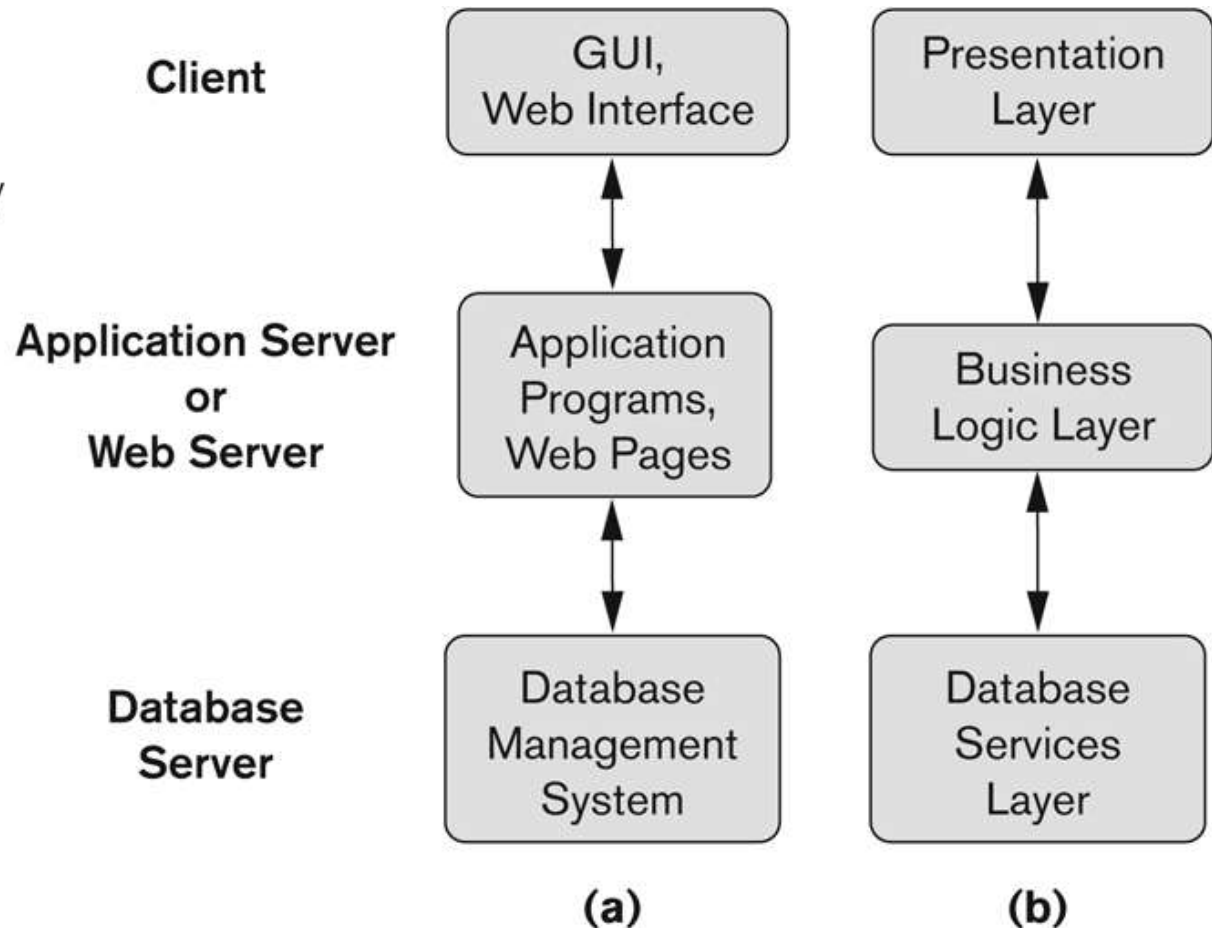 Client
GUI,
Web Interface
Presentation
Layer
Application Server
or
Web Server
Application
Programs,
Web Pages
Business
Logic Layer
Database
Server
Database
Management
System
Database
Services
Layer
(a)
(b)